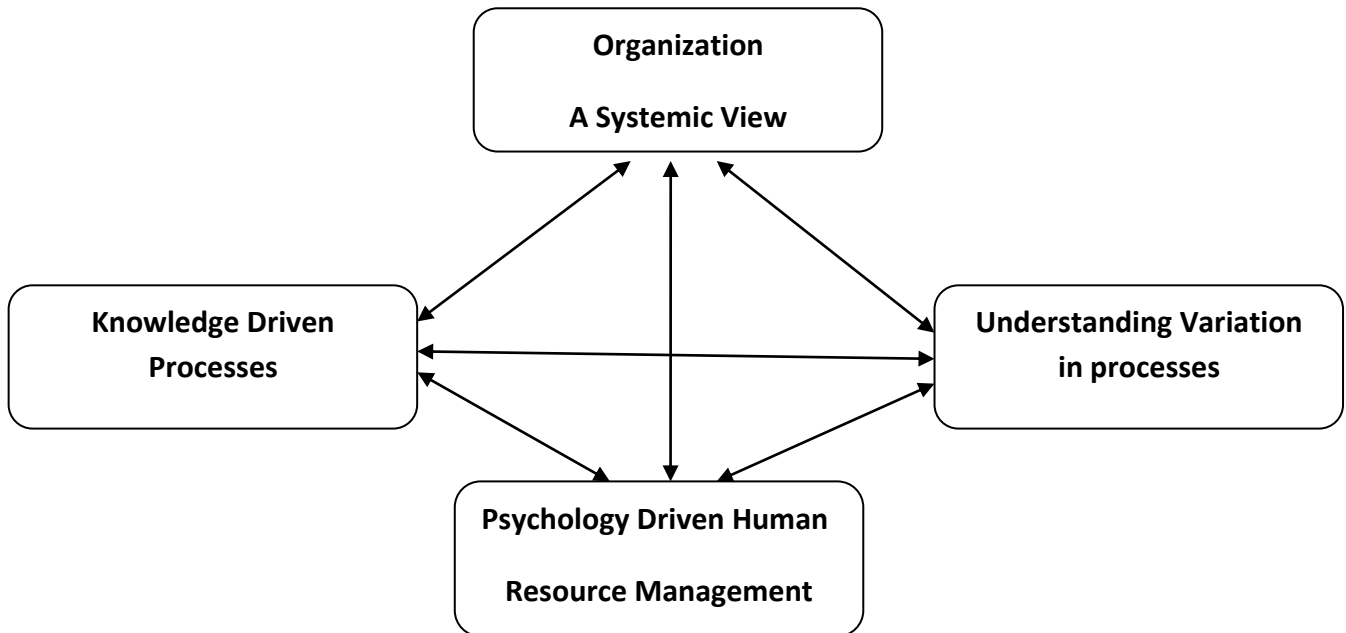 Organization
A Systemic View
Knowledge Driven
Processes
Understanding Variation
in processes
Psychology Driven Human
Resource Management